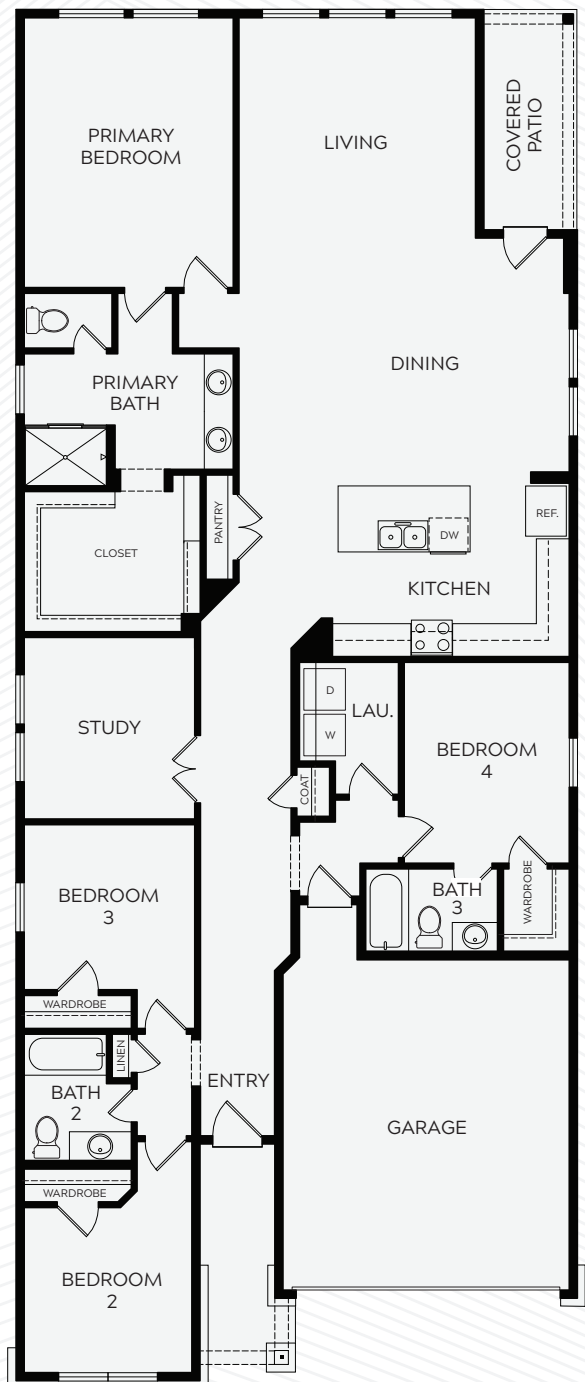 PRIMARY
BEDROOM
LIVING
COVERED
PATIO
PRIMARY
BATH
DINING
CLOSET
PANTRY
DW
REF.
KITCHEN
STUDY
D
W
LAU.
COAT
BEDROOM
4
BEDROOM
3
WARDROBE
BATH
3
WARDROBE
LINEN
BATH
2
ENTRY
GARAGE
WARDROBE
BEDROOM
2